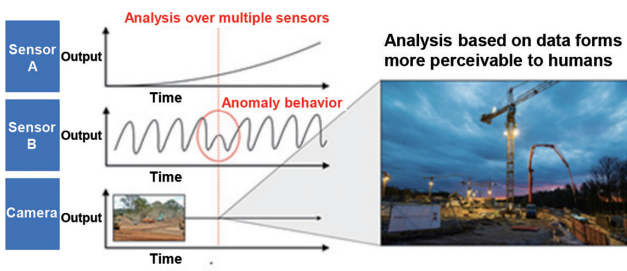 Analysis over multiple sensors
Sensor
A
Output
Time
Analysis based on data forms
more perceivable to humans
Sensor
B
Output
Anomaly behavior
Time
Camera
Output
Time